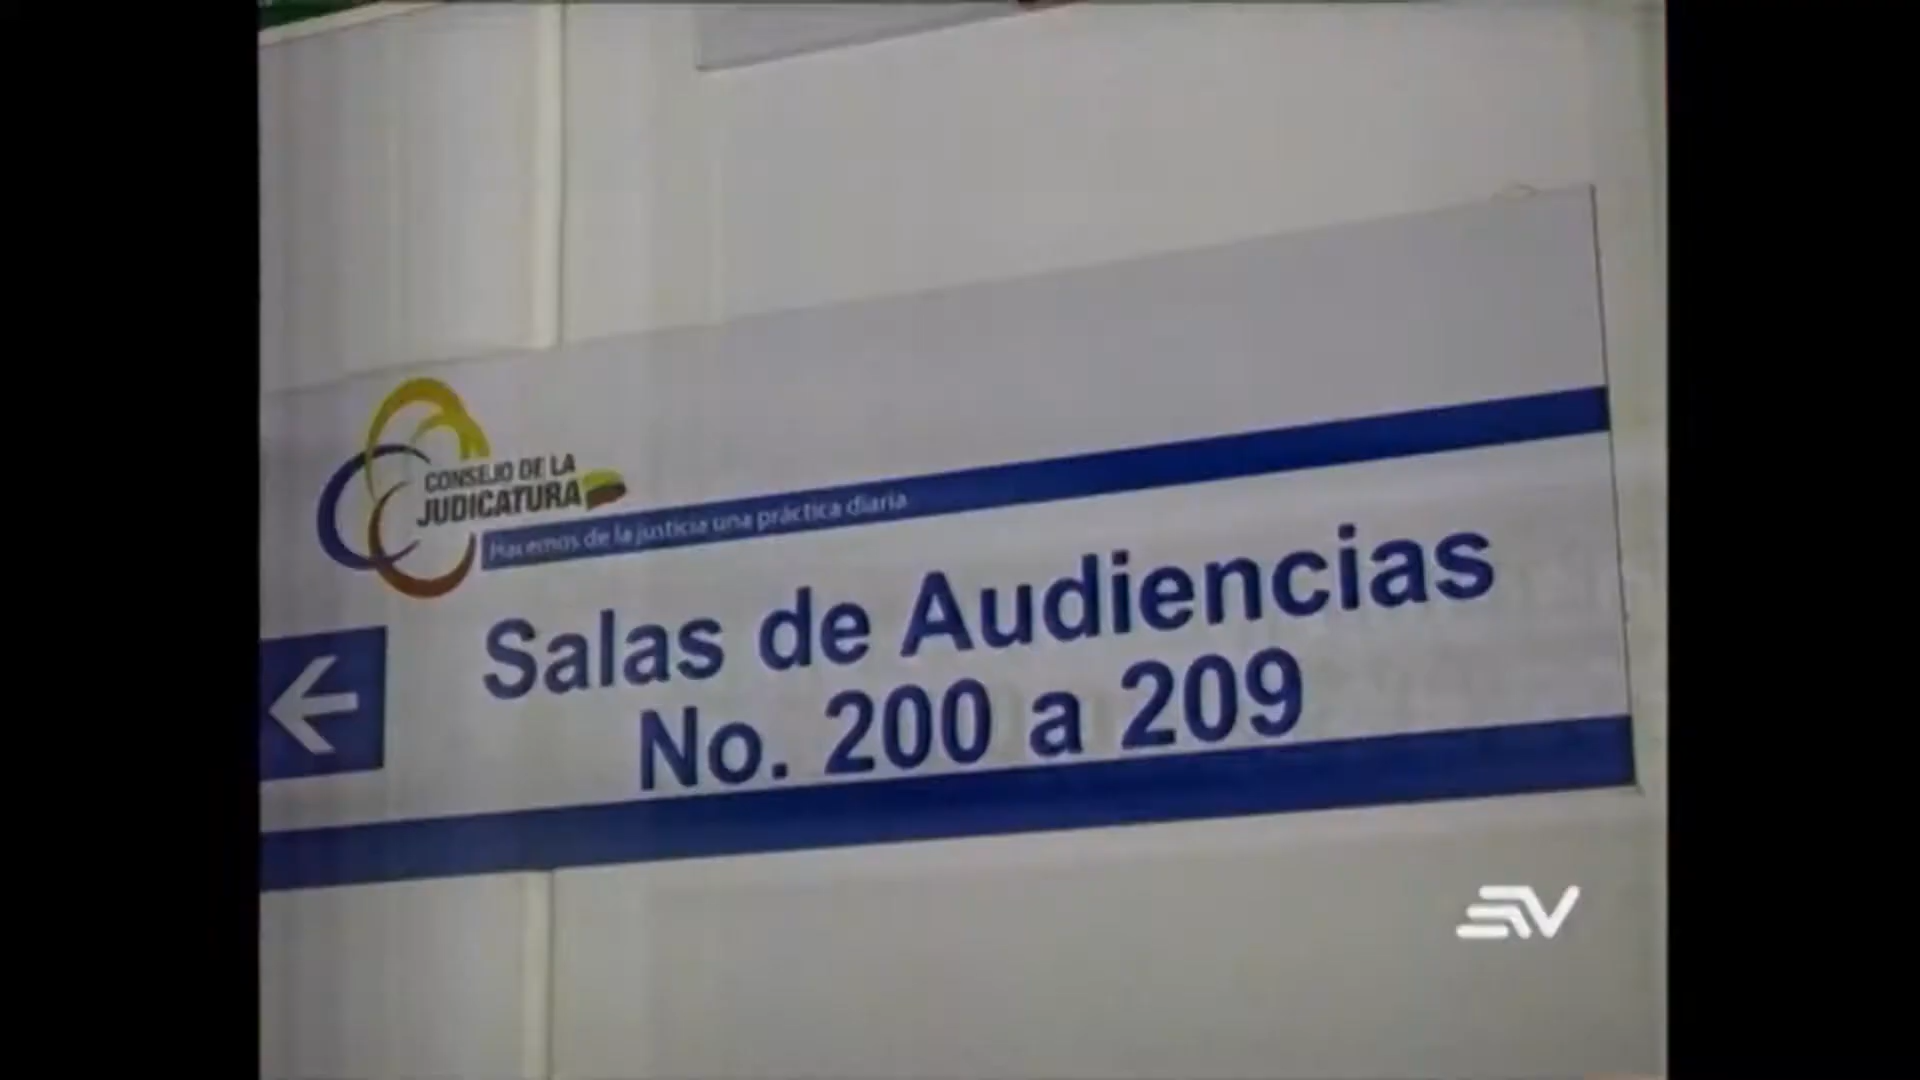 CONSEJO DE LA
JUDICATURA
Hacemos de la justicia una práctica diaria
Salas de Audiencias
No. 200 a 209